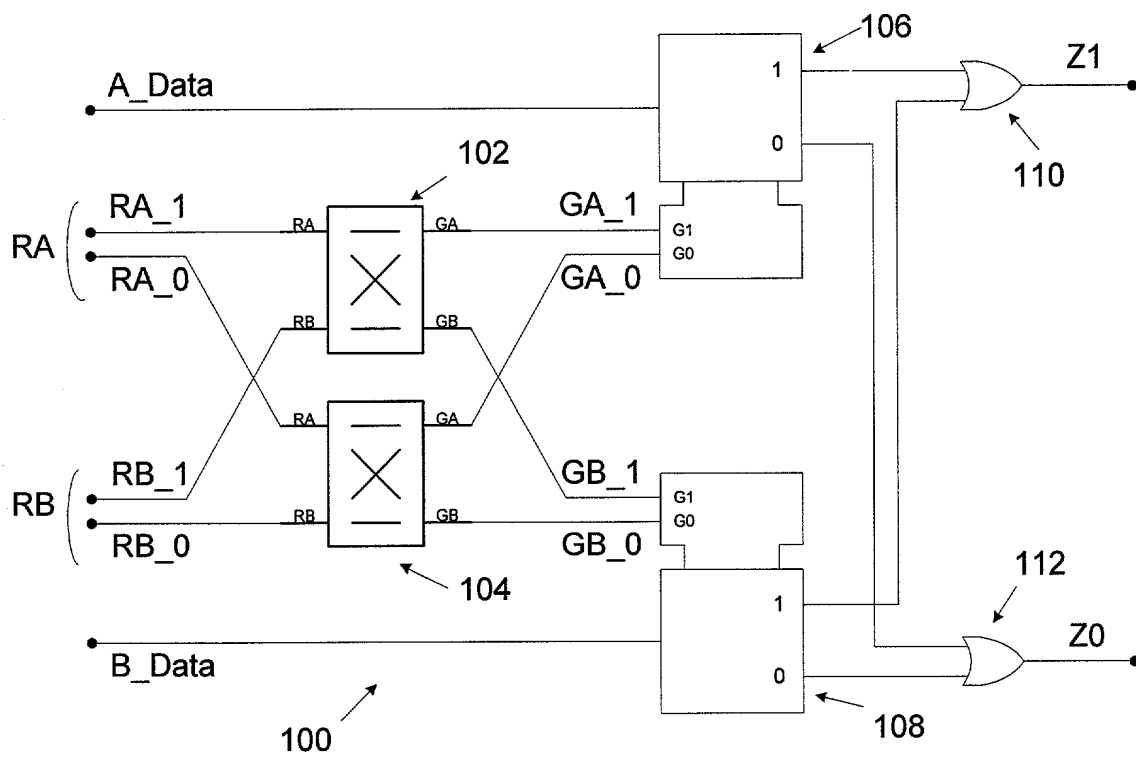 106
Z1
A_Data
1
0
110
102
RA_1
RA
RA_0
RA
GA
RB
GB
GA_1
GA_0
G1
G0
RA
GA
RB
GB
RB_1
RB
RB_0
GB_1
GB_0
G1
G0
104
112
1
0
Z0
B_Data
108
100